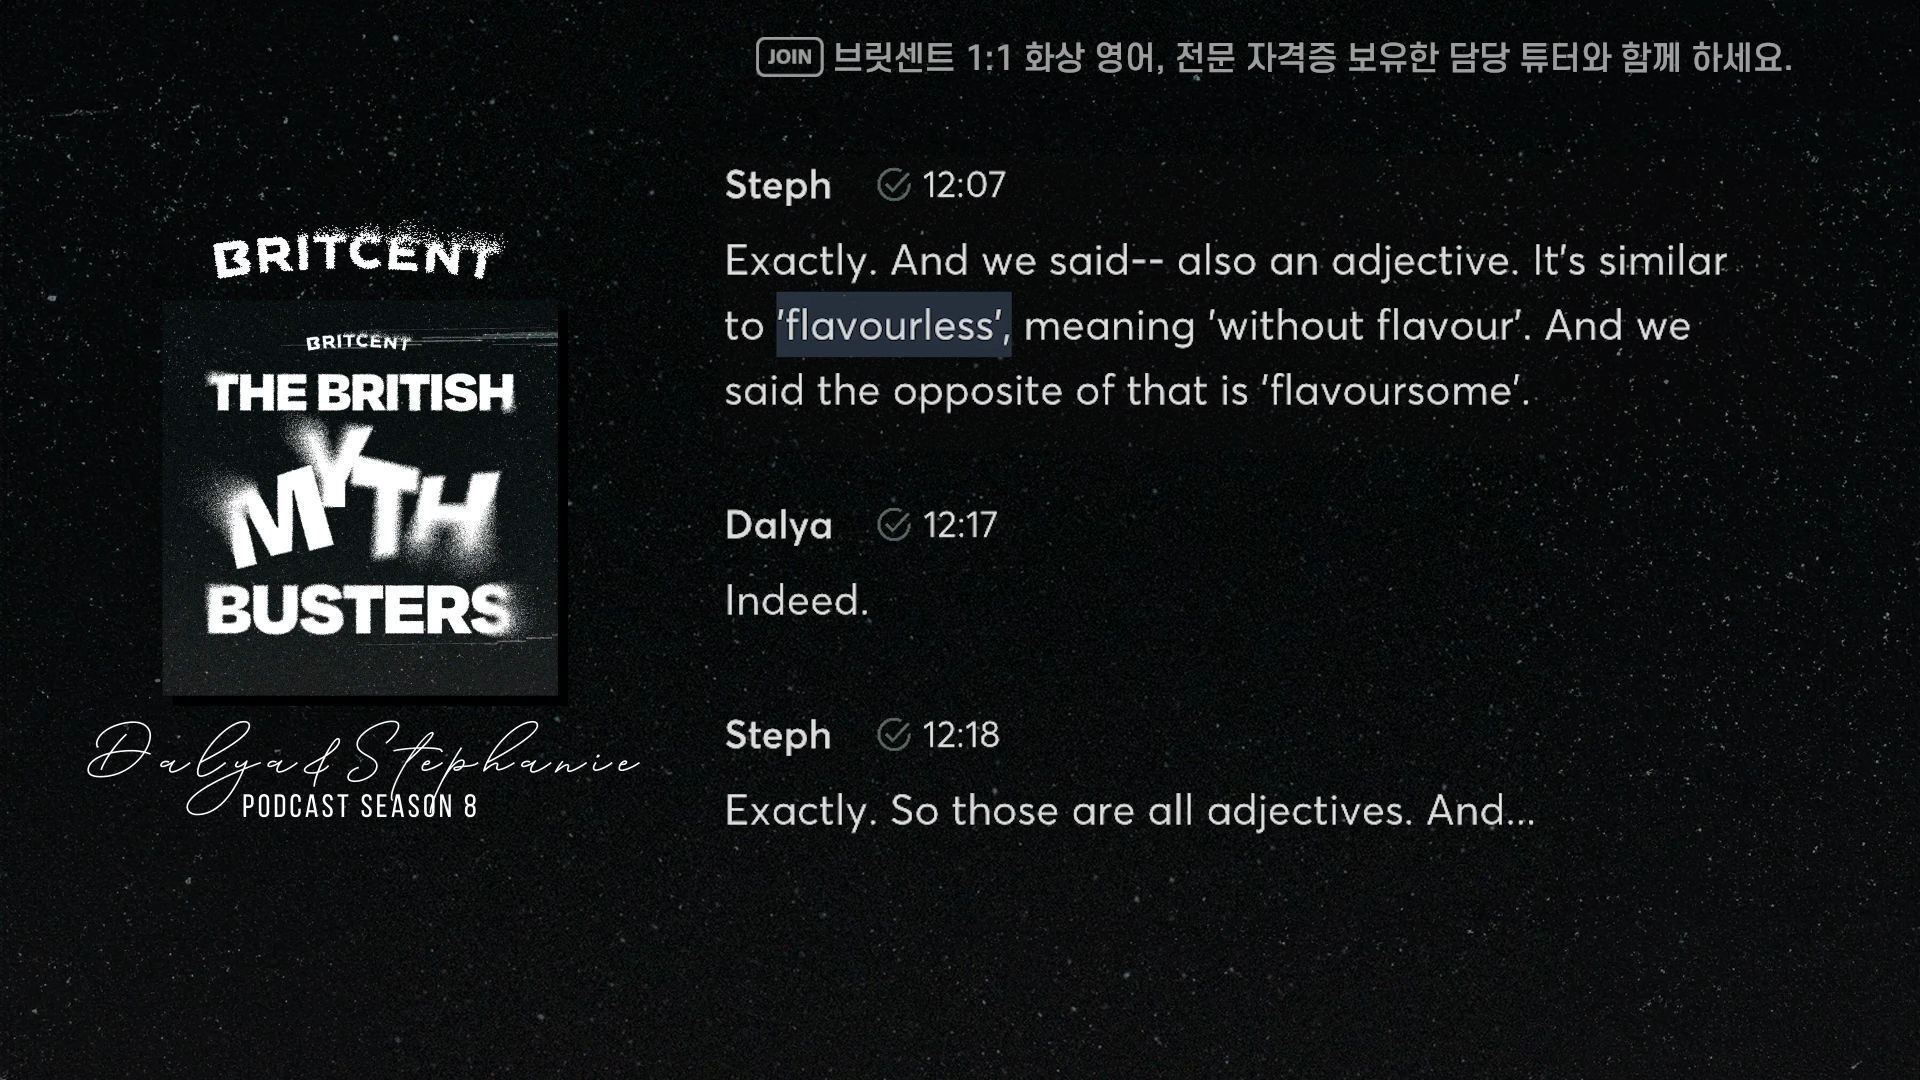 JOIN 브릿센트 1:1 화상 영어, 전문 자격증 보유한 담당 튜터와 함께 하세요.
BRITCENT
BRITCENT
THE BRITISH
MYTH
BUSTERS
Dalya & Stephanie
PODCAST SEASON 8
Steph 12:07
Exactly. And we said-- also an adjective. It's similar
to 'flavourless', meaning 'without flavour'. And we
said the opposite of that is 'flavoursome'.
Dalya 12:17
Indeed.
Steph 12:18
Exactly. So those are all adjectives. And...